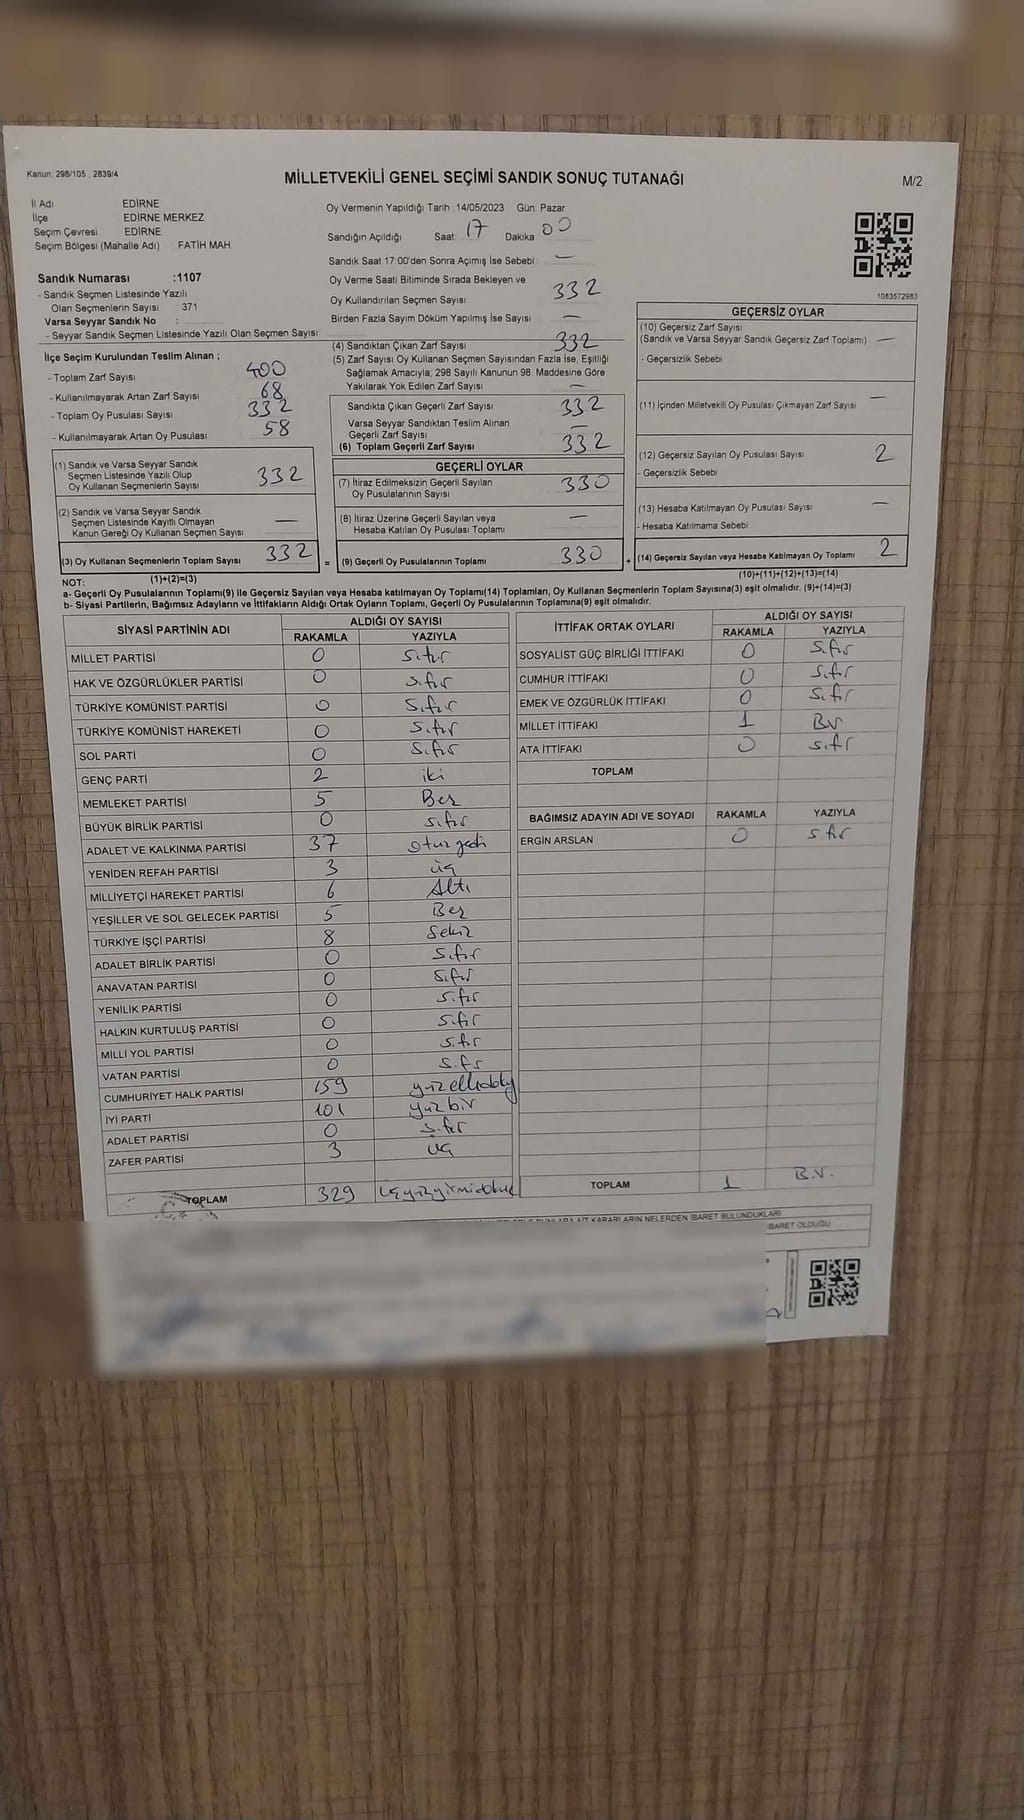 Kanun: 298/105 , 2839/4
MİLLETVEKİLİ GENEL SEÇİMİ SANDIK SONUÇ TUTANAĞI
M/2
İl Adı : EDİRNE
İlçe : EDİRNE MERKEZ
Seçim Çevresi : EDİRNE
Seçim Bölgesi (Mahalle Adı) : FATİH MAH.
Sandık Numarası :1107
- Sandık Seçmen Listesinde Yazılı
Olan Seçmenlerin Sayısı : 371
Varsa Seyyar Sandık No :
- Seyyar Sandık Seçmen Listesinde Yazılı Olan Seçmen Sayısı:
Oy Vermenin Yapıldığı Tarih :14/05/2023 Gün: Pazar
Sandığın Açıldığı Saat: 17 Dakika 00
Sandık Saat 17:00'den Sonra Açımış İse Sebebi : —
Oy Verme Saati Bitiminde Sırada Bekleyen ve
Oy Kullandırılan Seçmen Sayısı 332
Birden Fazla Sayım Döküm Yapılmış İse Sayısı : —
1083572983
İlçe Seçim Kurulundan Teslim Alınan ;
- Toplam Zarf Sayısı 400
- Kullanılmayarak Artan Zarf Sayısı 68
- Toplam Oy Pusulası Sayısı 332
- Kullanılmayarak Artan Oy Pusulası 58
(1) Sandık ve Varsa Seyyar Sandık
Seçmen Listesinde Yazılı Olup
Oy Kullanan Seçmenlerin Sayısı 332
(2) Sandık ve Varsa Seyyar Sandık
Seçmen Listesinde Kayıtlı Olmayan
Kanun Gereği Oy Kullanan Seçmen Sayısı —
(3) Oy Kullanan Seçmenlerin Toplam Sayısı 332
(1)+(2)=(3)
(4) Sandıktan Çıkan Zarf Sayısı 332
(5) Zarf Sayısı Oy Kullanan Seçmen Sayısından Fazla İse, Eşitliği
Sağlamak Amacıyla, 298 Sayılı Kanunun 98. Maddesine Göre
Yakılarak Yok Edilen Zarf Sayısı —
Sandıkta Çıkan Geçerli Zarf Sayısı 332
Varsa Seyyar Sandıktan Teslim Alınan
Geçerli Zarf Sayısı —
(6) Toplam Geçerli Zarf Sayısı 332
GEÇERLİ OYLAR
(7) İtiraz Edilmeksizin Geçerli Sayılan
Oy Pusulalarının Sayısı 330
(8) İtiraz Üzerine Geçerli Sayılan veya
Hesaba Katılan Oy Pusulası Toplamı —
= (9) Geçerli Oy Pusulalarının Toplamı 330 +
GEÇERSİZ OYLAR
(10) Geçersiz Zarf Sayısı
(Sandık ve Varsa Seyyar Sandık Geçersiz Zarf Toplamı) —
- Geçersizlik Sebebi
(11) İçinden Milletvekili Oy Pusulası Çıkmayan Zarf Sayısı —
(12) Geçersiz Sayılan Oy Pusulası Sayısı 2
- Geçersizlik Sebebi
(13) Hesaba Katılmayan Oy Pusulası Sayısı —
- Hesaba Katılmama Sebebi
(14) Geçersiz Sayılan veya Hesaba Katılmayan Oy Toplamı 2
(10)+(11)+(12)+(13)=(14)
NOT:
a- Geçerli Oy Pusulalarının Toplamı(9) ile Geçersiz Sayılan veya Hesaba katılmayan Oy Toplamı(14) Toplamları, Oy Kullanan Seçmenlerin Toplam Sayısına(3) eşit olmalıdır. (9)+(14)=(3)
b- Siyasi Partilerin, Bağımsız Adayların ve İttifakların Aldığı Ortak Oyların Toplamı, Geçerli Oy Pusulalarının Toplamına(9) eşit olmalıdır.
SİYASİ PARTİNİN ADI ALDIĞI OY SAYISI
RAKAMLA YAZIYLA
MİLLET PARTİSİ 0 Sıfır
HAK VE ÖZGÜRLÜKLER PARTİSİ 0 sıfır
TÜRKİYE KOMÜNİST PARTİSİ 0 Sıfır
TÜRKİYE KOMÜNİST HAREKETİ 0 Sıfır
SOL PARTİ 0 Sıfır
GENÇ PARTİ 2 iki
MEMLEKET PARTİSİ 5 Beş
BÜYÜK BİRLİK PARTİSİ 0 sıfır
ADALET VE KALKINMA PARTİSİ 37 otuz yedi
YENİDEN REFAH PARTİSİ 3 üç
MİLLİYETÇİ HAREKET PARTİSİ 6 Altı
YEŞİLLER VE SOL GELECEK PARTİSİ 5 Beş
TÜRKİYE İŞÇİ PARTİSİ 8 Sekiz
ADALET BİRLİK PARTİSİ 0 Sıfır
ANAVATAN PARTİSİ 0 Sıfır
YENİLİK PARTİSİ 0 sıfır
HALKIN KURTULUŞ PARTİSİ 0 sıfır
MİLLİ YOL PARTİSİ 0 sıfır
VATAN PARTİSİ 0 sıfır
CUMHURİYET HALK PARTİSİ 159 yüzellidokuz
İYİ PARTİ 101 yüzbir
ADALET PARTİSİ 0 sıfır
ZAFER PARTİSİ 3 üç
TOPLAM 329 üçyüzyirmidokuz
İTTİFAK ORTAK OYLARI ALDIĞI OY SAYISI
RAKAMLA YAZIYLA
SOSYALIST GÜÇ BİRLİĞİ İTTİFAKI 0 Sıfır
CUMHUR İTTİFAKI 0 Sıfır
EMEK VE ÖZGÜRLÜK İTTİFAKI 0 Sıfır
MİLLET İTTİFAKI 1 Bir
ATA İTTİFAKI 0 sıfır
TOPLAM
BAĞIMSIZ ADAYIN ADI VE SOYADI RAKAMLA YAZIYLA
ERGİN ARSLAN 0 sıfır
TOPLAM 1 Bir
AİT KARARLARIN NELERDEN İBARET BULUNDUKLARI
İBARET OLDUĞU